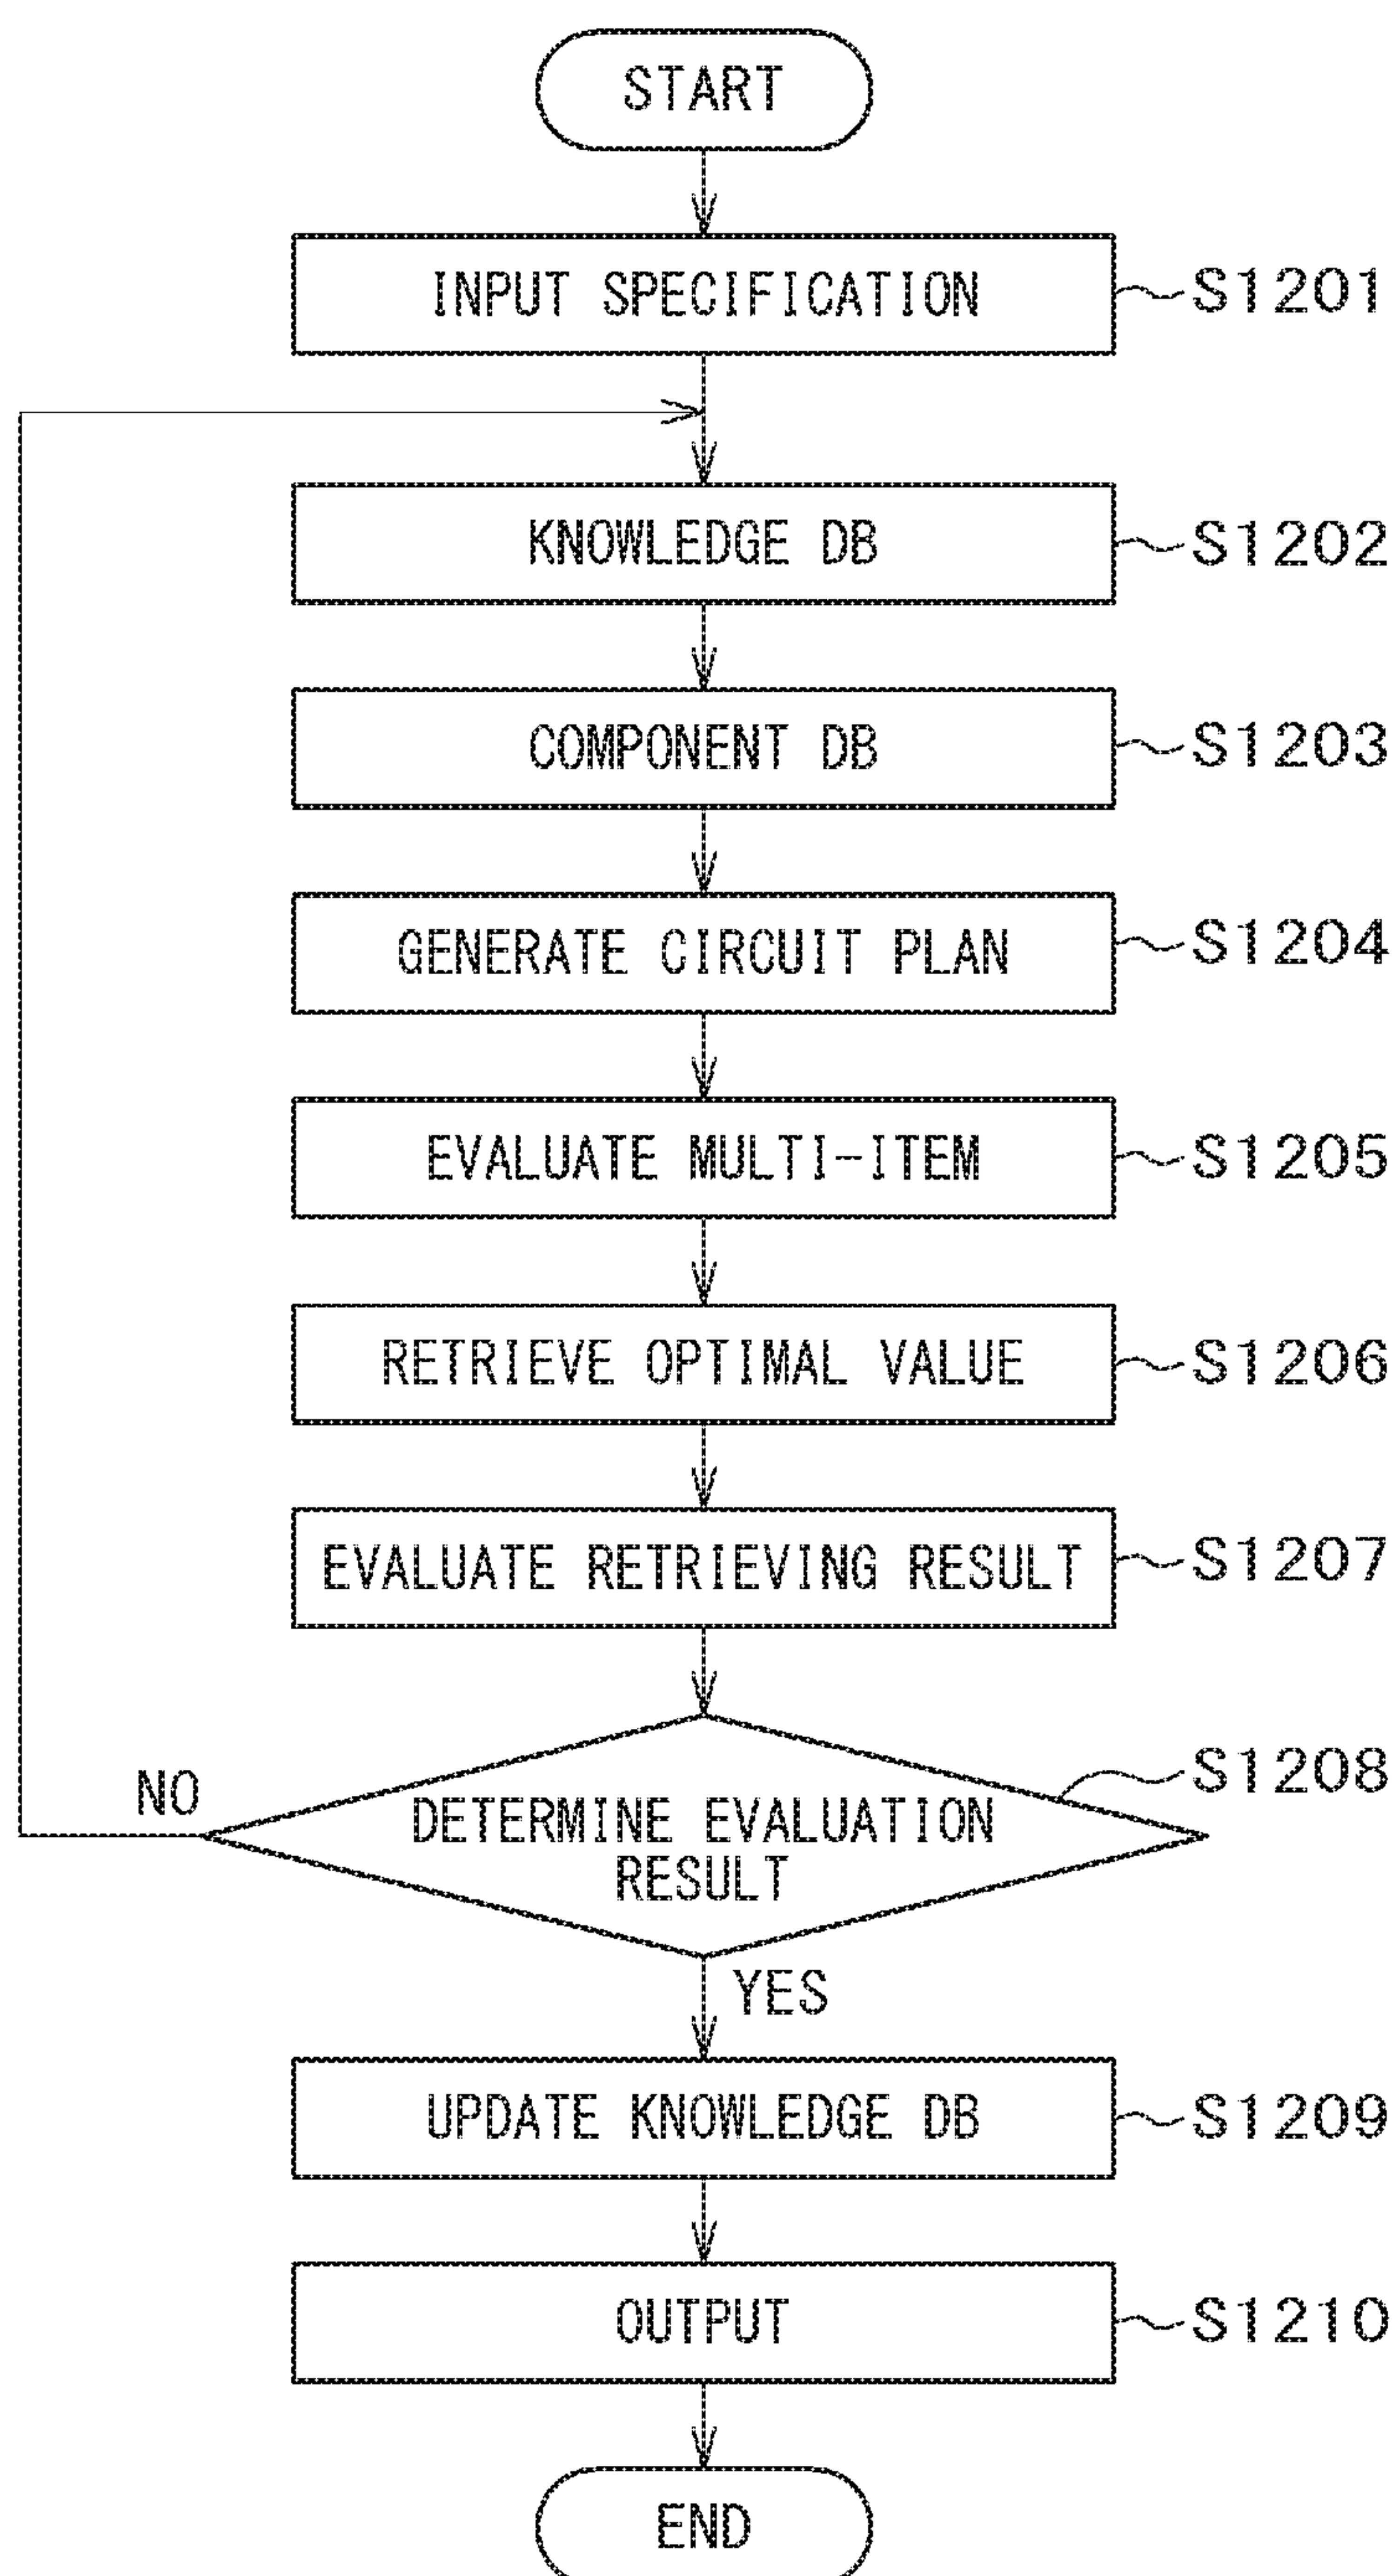 START
INPUT SPECIFICATION
S1201
KNOWLEDGE DB
S1202
COMPONENT DB
S1203
GENERATE CIRCUIT PLAN
S1204
EVALUATE MULTI-ITEM
S1205
RETRIEVE OPTIMAL VALUE
S1206
EVALUATE RETRIEVING RESULT
S1207
DETERMINE EVALUATION
RESULT
S1208
NO
YES
UPDATE KNOWLEDGE DB
S1209
OUTPUT
S1210
END